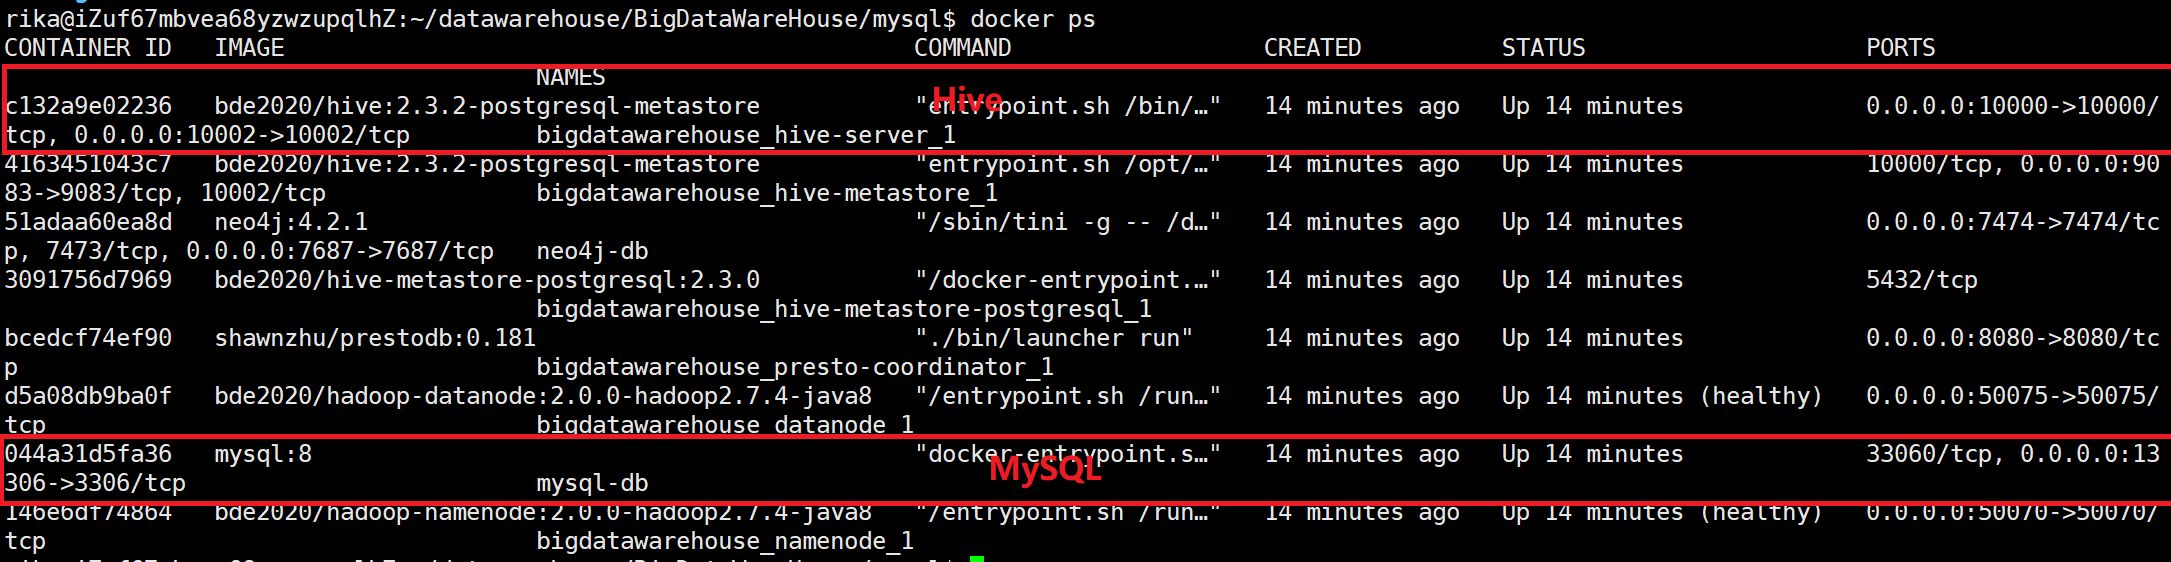 rika@iZuf67mbvea68yzwzupqlhZ:~/datawarehouse/BigDataWareHouse/mysql$ docker ps
CONTAINER ID   IMAGE   COMMAND   CREATED   STATUS   PORTS
NAMES
c132a9e02236   bde2020/hive:2.3.2-postgresql-metastore   "entrypoint.sh /bin/…"   14 minutes ago   Up 14 minutes   0.0.0.0:10000->10000/
Hive
tcp, 0.0.0.0:10002->10002/tcp   bigdatawarehouse_hive-server_1
4163451043c7   bde2020/hive:2.3.2-postgresql-metastore   "entrypoint.sh /opt/…"   14 minutes ago   Up 14 minutes   10000/tcp, 0.0.0.0:90
83->9083/tcp, 10002/tcp   bigdatawarehouse_hive-metastore_1
51adaa60ea8d   neo4j:4.2.1   "/sbin/tini -g -- /d…"   14 minutes ago   Up 14 minutes   0.0.0.0:7474->7474/tc
p, 7473/tcp, 0.0.0.0:7687->7687/tcp   neo4j-db
3091756d7969   bde2020/hive-metastore-postgresql:2.3.0   "/docker-entrypoint.…"   14 minutes ago   Up 14 minutes   5432/tcp
bigdatawarehouse_hive-metastore-postgresql_1
bcedcf74ef90   shawnzhu/prestodb:0.181   "./bin/launcher run"   14 minutes ago   Up 14 minutes   0.0.0.0:8080->8080/tc
p   bigdatawarehouse_presto-coordinator_1
d5a08db9ba0f   bde2020/hadoop-datanode:2.0.0-hadoop2.7.4-java8   "/entrypoint.sh /run…"   14 minutes ago   Up 14 minutes (healthy)   0.0.0.0:50075->50075/
tcp   bigdatawarehouse_datanode_1
044a31d5fa36   mysql:8   "docker-entrypoint.s…"   14 minutes ago   Up 14 minutes   33060/tcp, 0.0.0.0:13
MySQL
306->3306/tcp   mysql-db
146e6df74864   bde2020/hadoop-namenode:2.0.0-hadoop2.7.4-java8   "/entrypoint.sh /run…"   14 minutes ago   Up 14 minutes (healthy)   0.0.0.0:50070->50070/
tcp   bigdatawarehouse_namenode_1